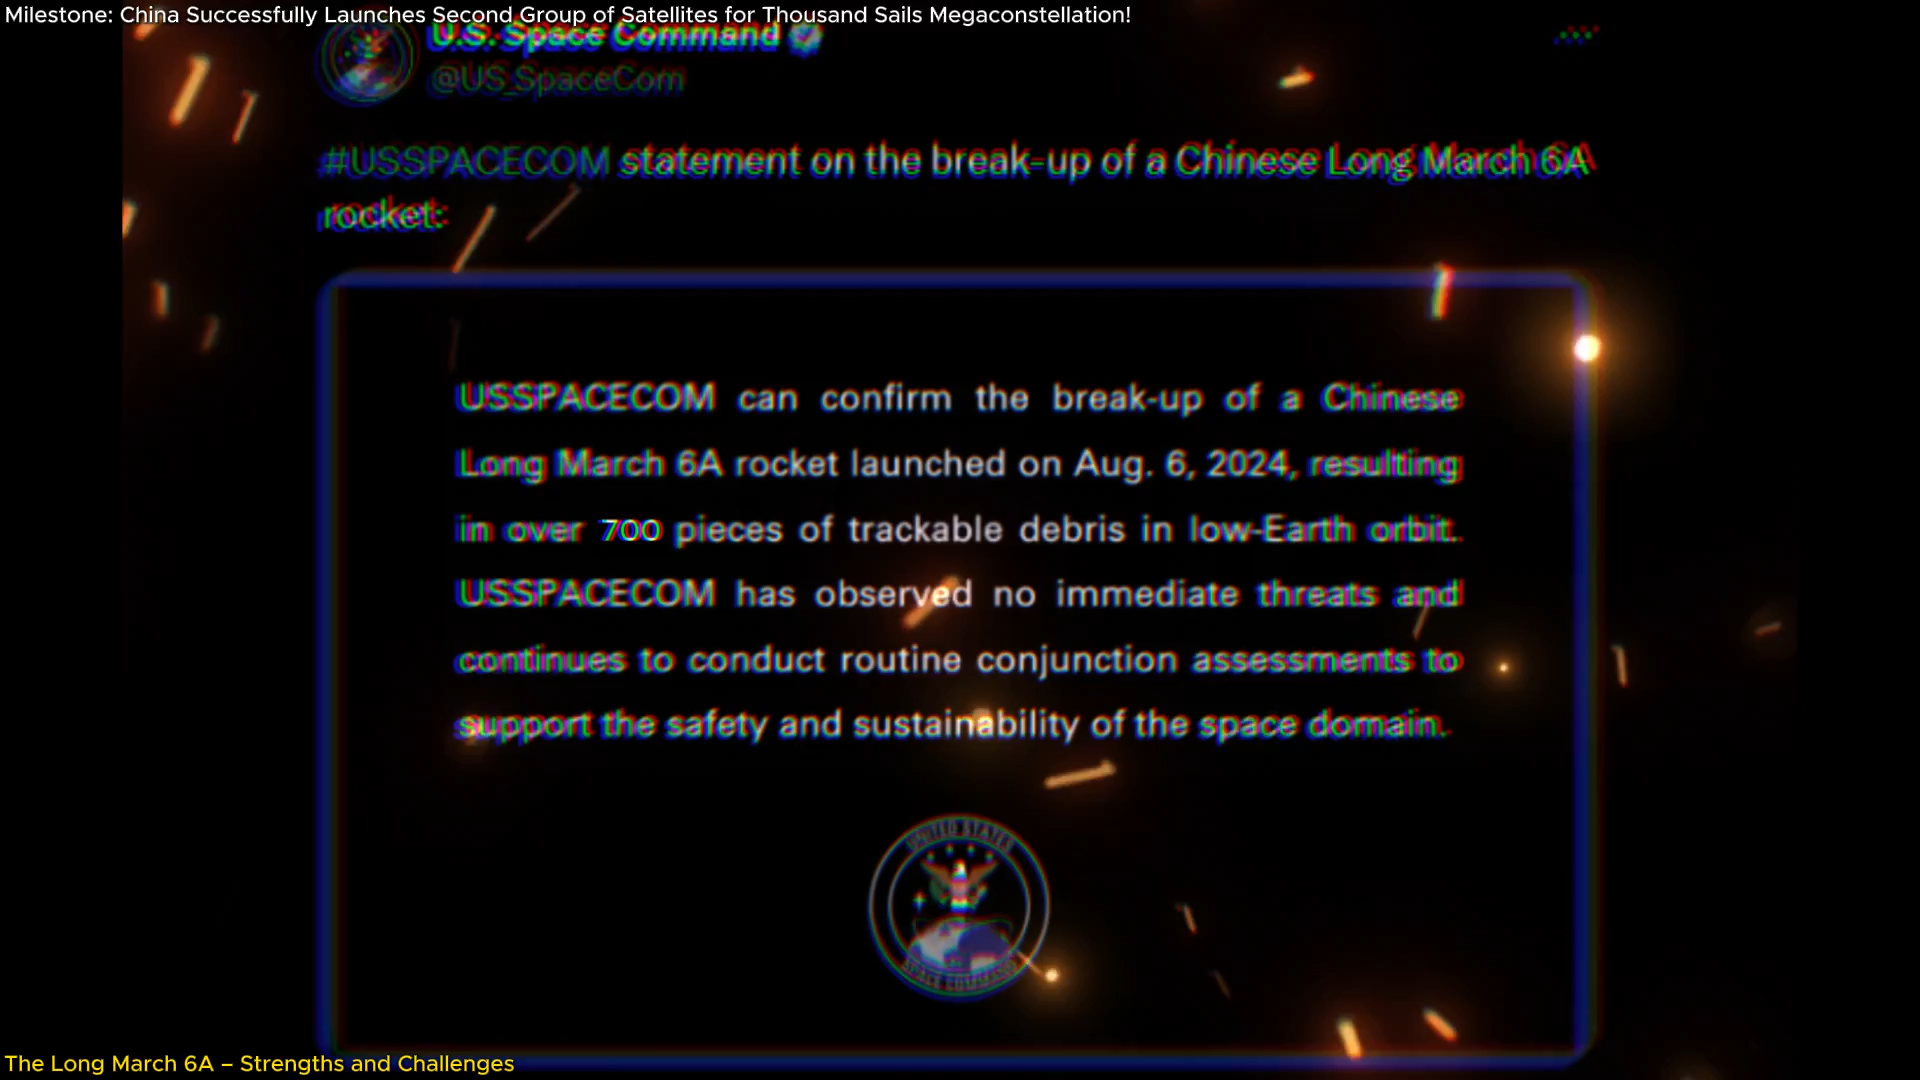 Milestone: China Successfully Launches Second Group of Satellites for Thousand Sails Megaconstellation!
U.S. Space Command
@US_SpaceCom
#USSPACECOM statement on the break-up of a Chinese Long March 6A
rocket:
USSPACECOM can confirm the break-up of a Chinese
Long March 6A rocket launched on Aug. 6, 2024, resulting
in over 700 pieces of trackable debris in low-Earth orbit.
USSPACECOM has observed no immediate threats and
continues to conduct routine conjunction assessments to
support the safety and sustainability of the space domain.
UNITED STATES
SPACE COMMAND
The Long March 6A – Strengths and Challenges